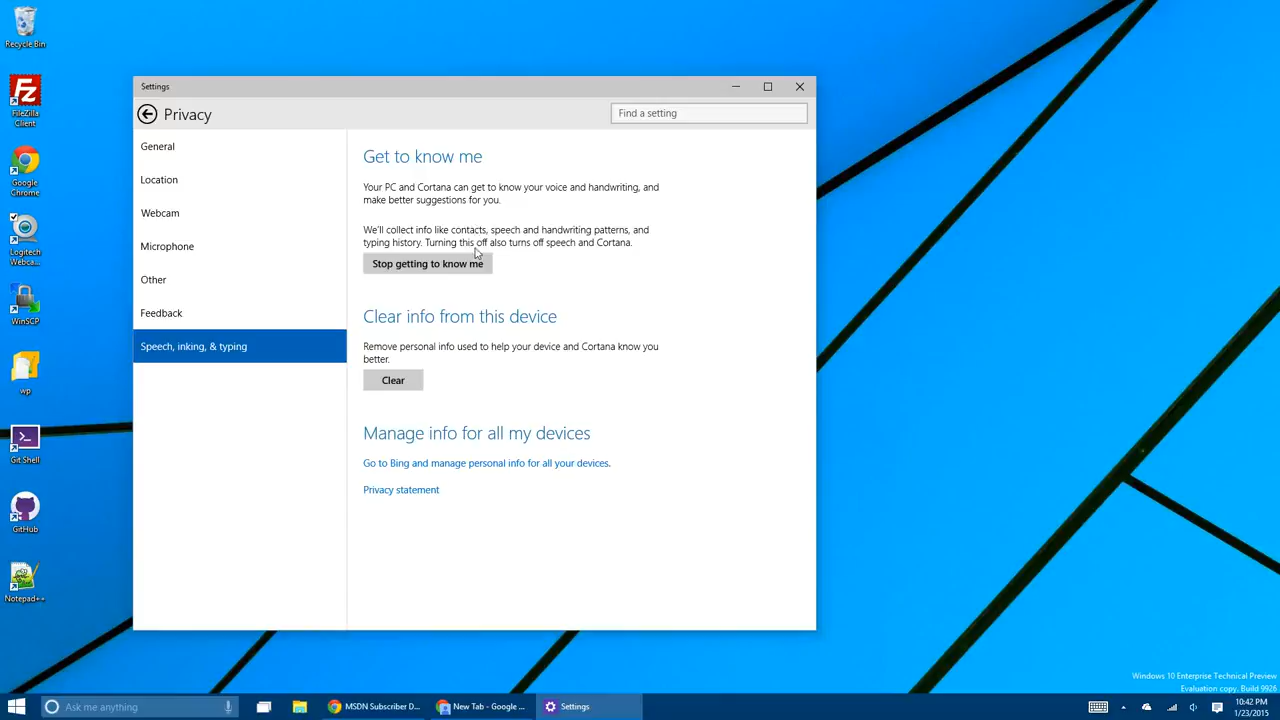 Recycle Bin
FileZilla
Client
Google
Chrome
Logitech
Webca...
WinSCP
wp
Git Shell
GitHub
Notepad++
Settings
Privacy
Find a setting
General
Location
Webcam
Microphone
Other
Feedback
Speech, inking, & typing
Get to know me
Your PC and Cortana can get to know your voice and handwriting, and
make better suggestions for you.
We'll collect info like contacts, speech and handwriting patterns, and
typing history. Turning this off also turns off speech and Cortana.
Stop getting to know me
Clear info from this device
Remove personal info used to help your device and Cortana know you
better.
Clear
Manage info for all my devices
Go to Bing and manage personal info for all your devices.
Privacy statement
Windows 10 Enterprise Technical Preview
Evaluation copy. Build 9926
Ask me anything
MSDN Subscriber D...
New Tab - Google ...
Settings
10:42 PM
1/23/2015